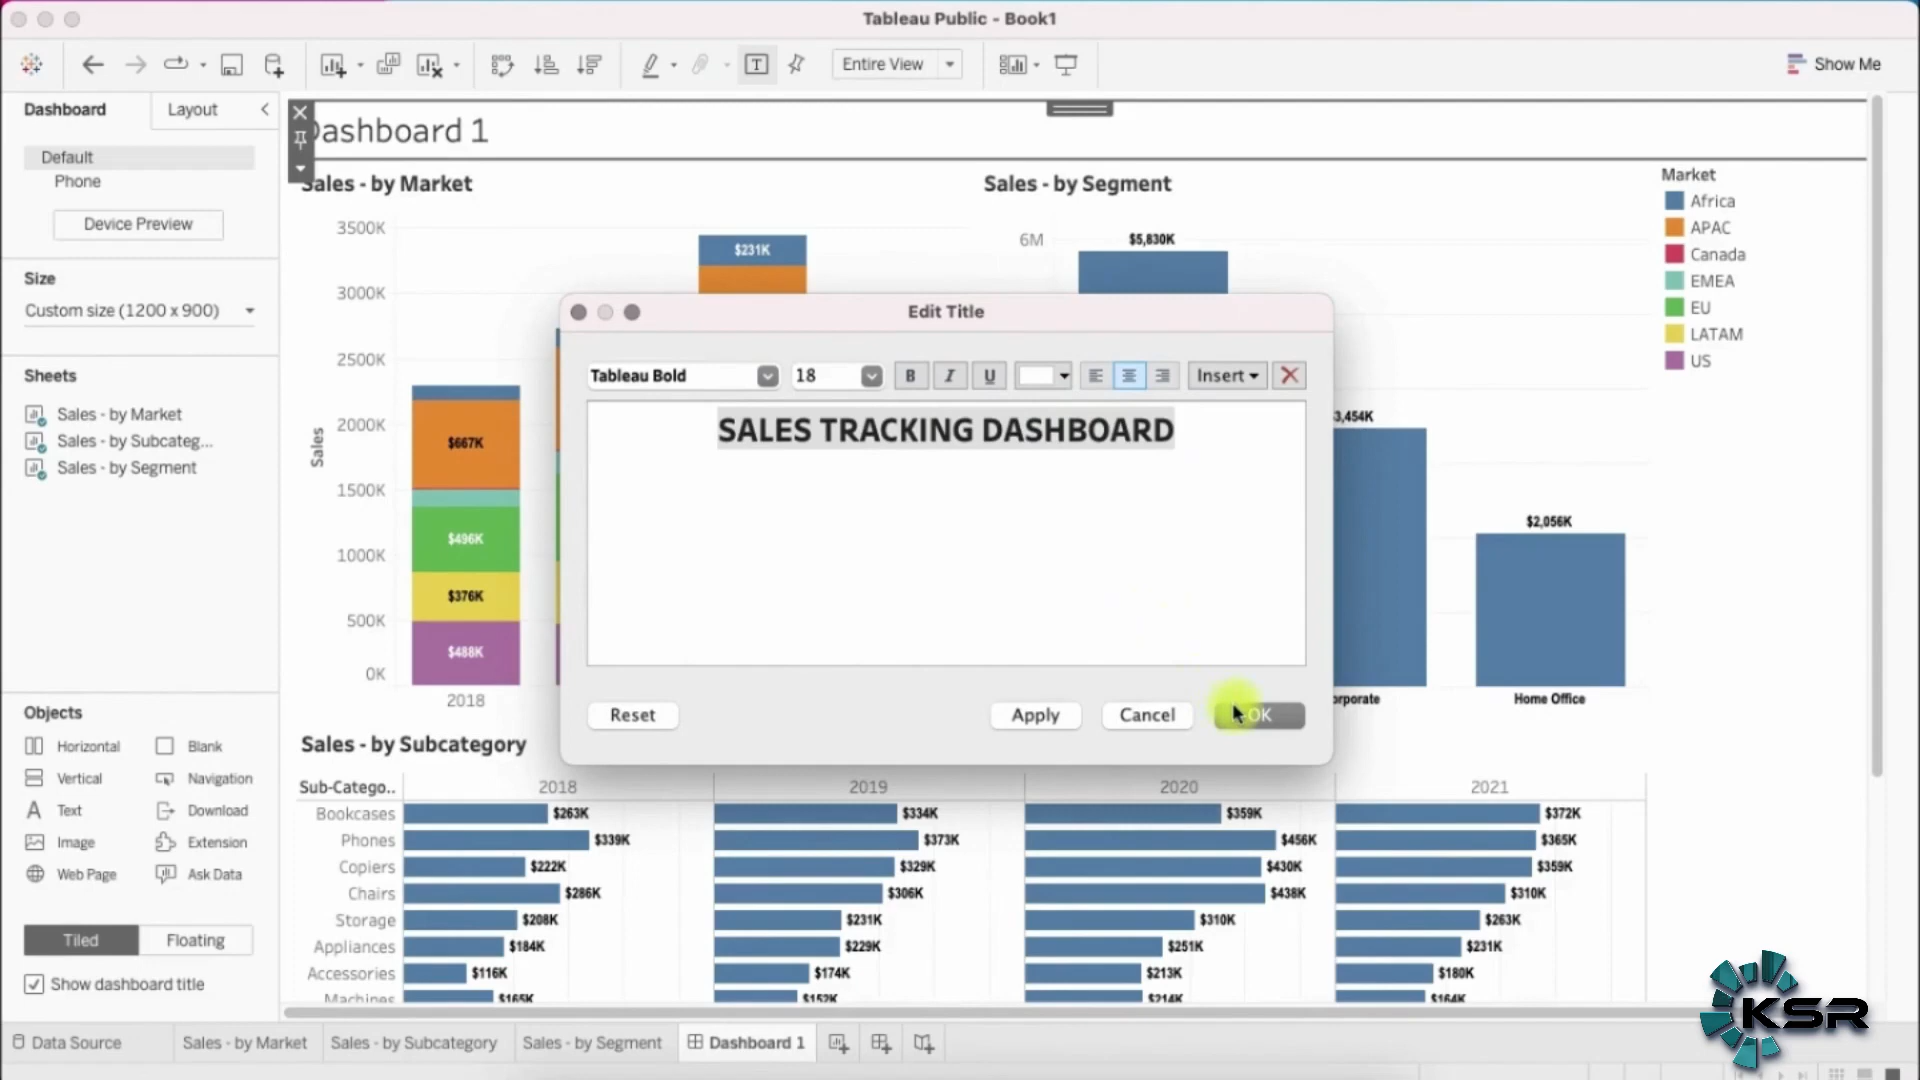 Tableau Public - Book1
Entire View
Show Me
Dashboard
Layout
Default
Phone
Device Preview
Size
Custom size (1200 x 900)
Sheets
Sales - by Market
Sales - by Subcateg...
Sales - by Segment
Objects
Horizontal
Blank
Vertical
Navigation
Text
Download
Image
Extension
Web Page
Ask Data
Tiled
Floating
Show dashboard title
Dashboard 1
Sales - by Market
3500K
3000K
2500K
2000K
1500K
1000K
500K
0K
Sales
$231K
$667K
$496K
$376K
$488K
2018
Sales - by Segment
6M
$5,830K
3,454K
$2,056K
orporate
Home Office
Market
Africa
APAC
Canada
EMEA
EU
LATAM
US
Edit Title
Tableau Bold
18
B
I
U
Insert
SALES TRACKING DASHBOARD
Reset
Apply
Cancel
OK
Sales - by Subcategory
Sub-Catego..
2018
2019
2020
2021
Bookcases
$263K
$334K
$359K
$372K
Phones
$339K
$373K
$456K
$365K
Copiers
$222K
$329K
$430K
$359K
Chairs
$286K
$306K
$438K
$310K
Storage
$208K
$231K
$310K
$263K
Appliances
$184K
$229K
$251K
$231K
Accessories
$116K
$174K
$213K
$180K
Machines
$165K
$152K
$214K
$164K
Data Source
Sales - by Market
Sales - by Subcategory
Sales - by Segment
Dashboard 1
KSR